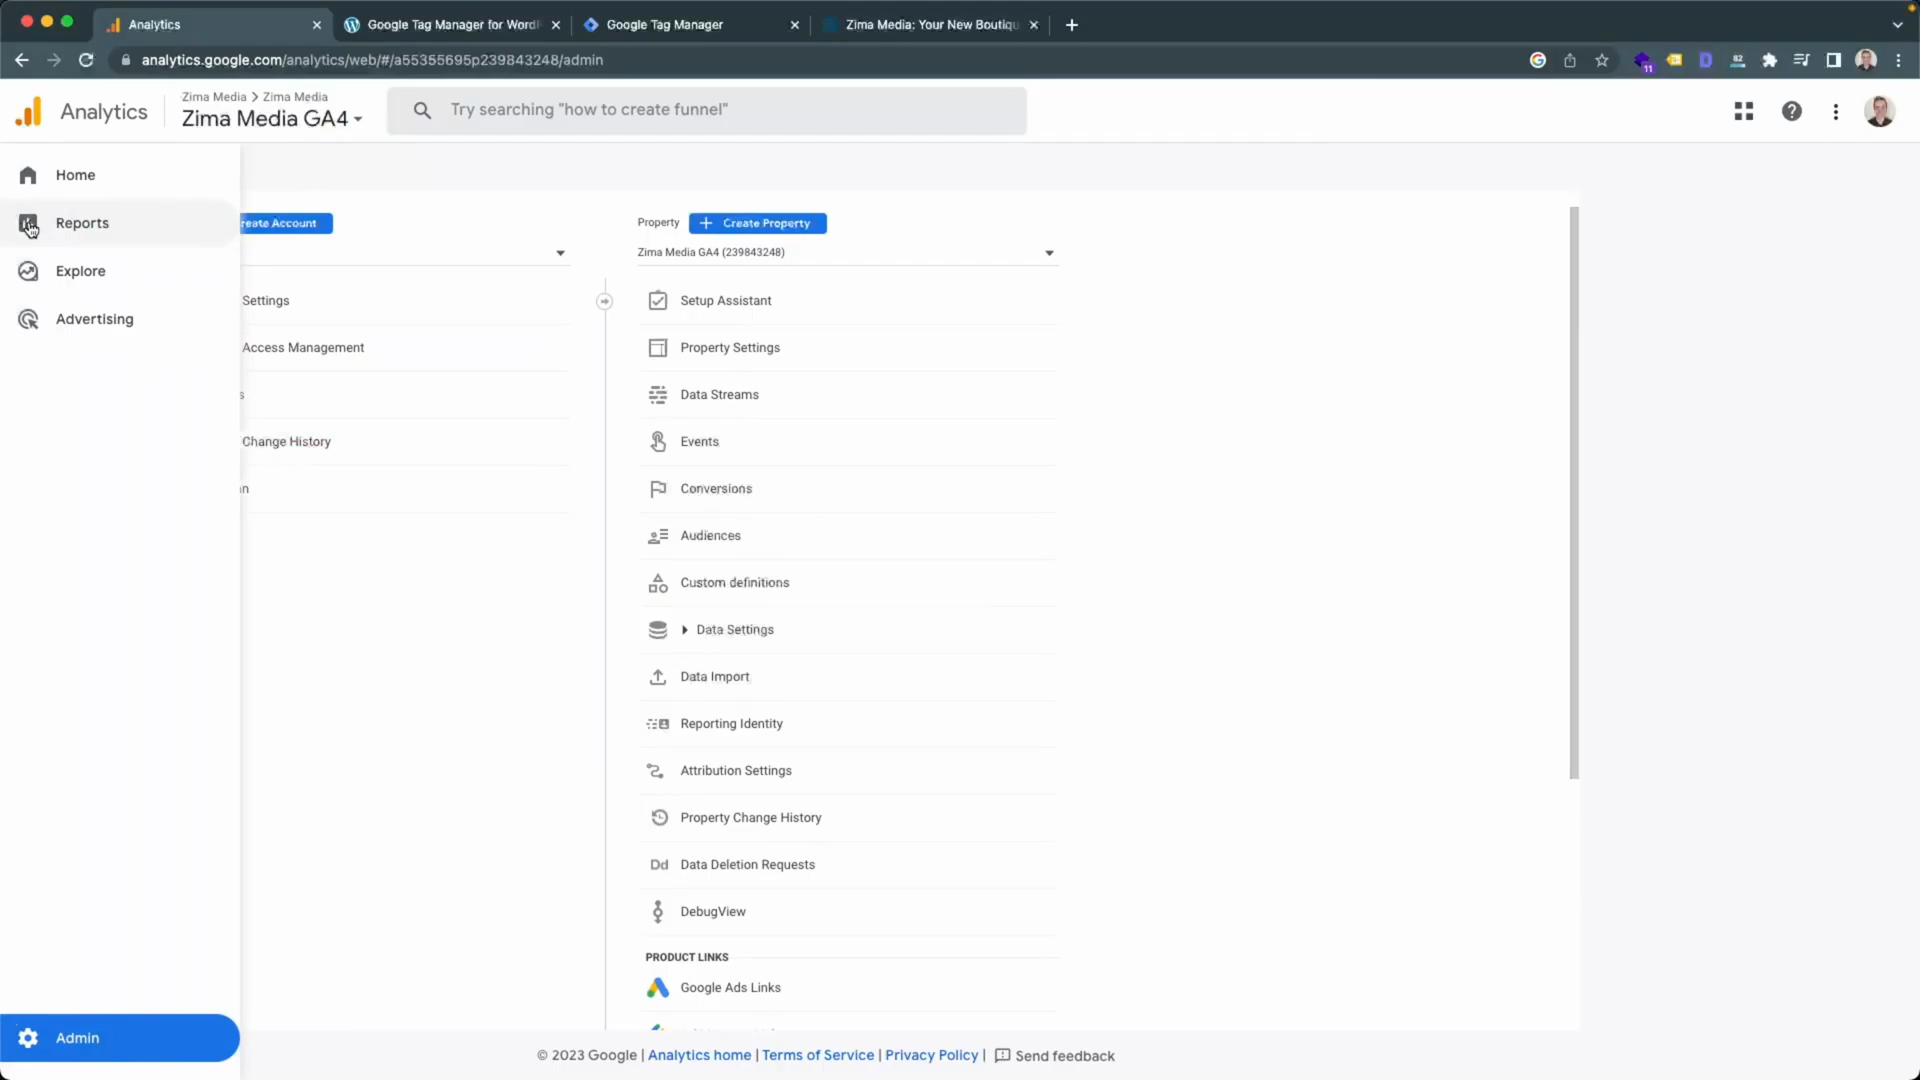 Analytics
Google Tag Manager for Word
Google Tag Manager
Zima Media: Your New Boutiqu
analytics.google.com/analytics/web/#/a55355695p239843248/admin
11
82
Analytics
Zima Media > Zima Media
Zima Media GA4
Try searching "how to create funnel"
Home
Reports
Explore
Advertising
Admin
reate Account
Settings
Access Management
s
Change History
n
Property
+ Create Property
Zima Media GA4 (239843248)
Setup Assistant
Property Settings
Data Streams
Events
Conversions
Audiences
Custom definitions
Data Settings
Data Import
Reporting Identity
Attribution Settings
Property Change History
Dd Data Deletion Requests
DebugView
PRODUCT LINKS
Google Ads Links
© 2023 Google | Analytics home | Terms of Service | Privacy Policy | Send feedback